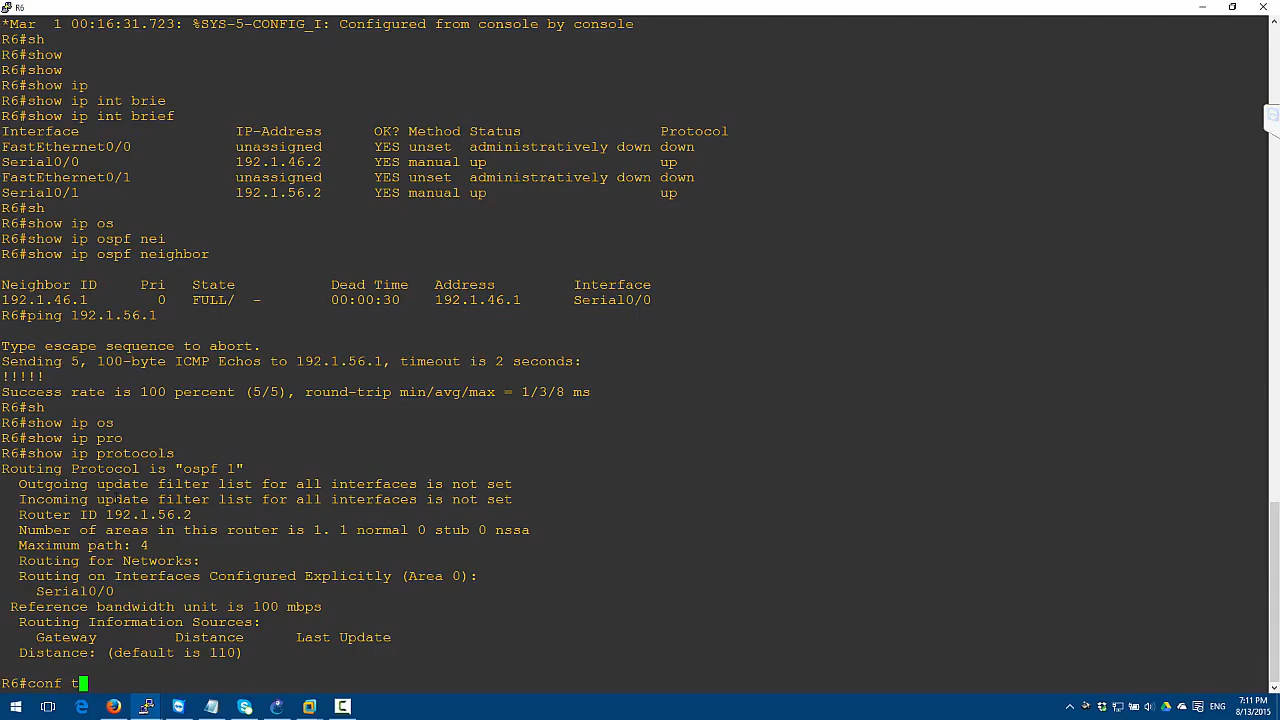 R6
*Mar  1 00:16:31.723: %SYS-5-CONFIG_I: Configured from console by console
R6#sh
R6#show
R6#show
R6#show ip
R6#show ip int brie
R6#show ip int brief
Interface                  IP-Address      OK? Method Status                Protocol
FastEthernet0/0            unassigned      YES unset  administratively down down
Serial0/0                  192.1.46.2      YES manual up                    up
FastEthernet0/1            unassigned      YES unset  administratively down down
Serial0/1                  192.1.56.2      YES manual up                    up
R6#sh
R6#show ip os
R6#show ip ospf nei
R6#show ip ospf neighbor
Neighbor ID     Pri   State           Dead Time   Address         Interface
192.1.46.1        0   FULL/  -        00:00:30    192.1.46.1      Serial0/0
R6#ping 192.1.56.1
Type escape sequence to abort.
Sending 5, 100-byte ICMP Echos to 192.1.56.1, timeout is 2 seconds:
!!!!!
Success rate is 100 percent (5/5), round-trip min/avg/max = 1/3/8 ms
R6#sh
R6#show ip os
R6#show ip pro
R6#show ip protocols
Routing Protocol is "ospf 1"
  Outgoing update filter list for all interfaces is not set
  Incoming update filter list for all interfaces is not set
  Router ID 192.1.56.2
  Number of areas in this router is 1. 1 normal 0 stub 0 nssa
  Maximum path: 4
  Routing for Networks:
  Routing on Interfaces Configured Explicitly (Area 0):
    Serial0/0
 Reference bandwidth unit is 100 mbps
  Routing Information Sources:
    Gateway         Distance      Last Update
  Distance: (default is 110)
R6#conf t
ENG
7:11 PM
8/13/2015